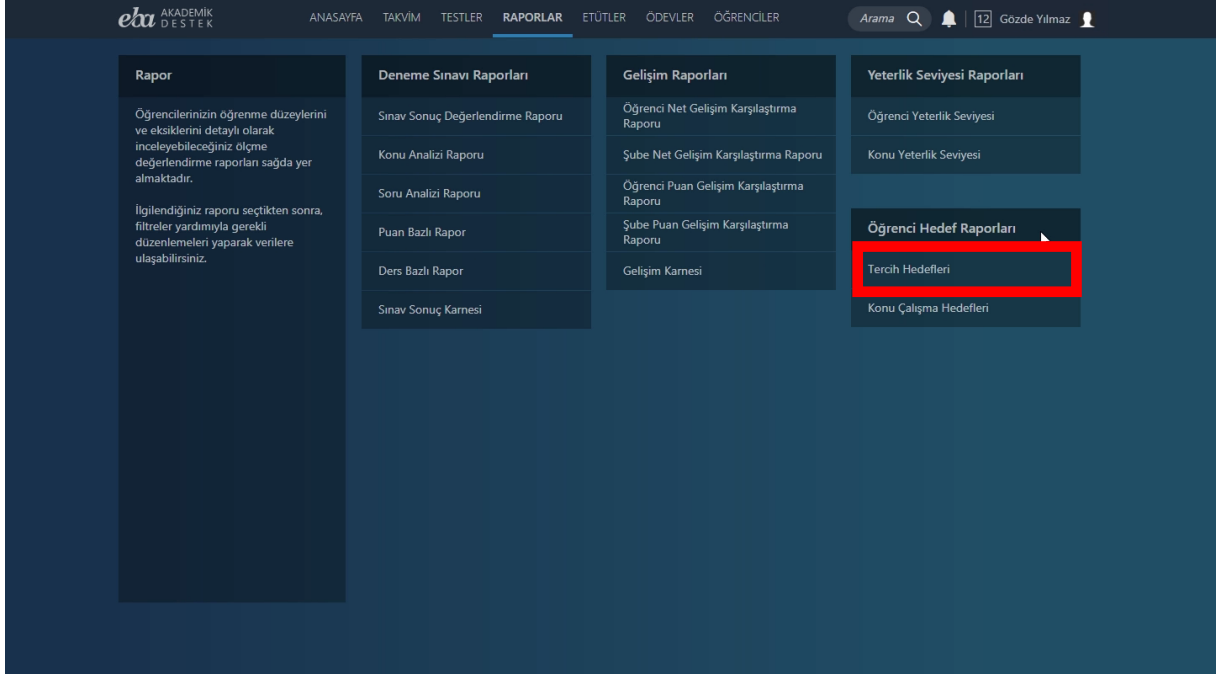 eba AKADEMİK
DESTEK
ANASAYFA TAKVİM TESTLER RAPORLAR ETÜTLER ÖDEVLER ÖĞRENCİLER Arama 12 Gözde Yılmaz
Rapor
Öğrencilerinizin öğrenme düzeylerini
ve eksiklerini detaylı olarak
inceleyebileceğiniz ölçme
değerlendirme raporları sağda yer
almaktadır.
İlgilendiğiniz raporu seçtikten sonra,
filtreler yardımıyla gerekli
düzenlemeleri yaparak verilere
ulaşabilirsiniz.
Deneme Sınavı Raporları
Sınav Sonuç Değerlendirme Raporu
Konu Analizi Raporu
Soru Analizi Raporu
Puan Bazlı Rapor
Ders Bazlı Rapor
Sınav Sonuç Karnesi
Gelişim Raporları
Öğrenci Net Gelişim Karşılaştırma
Raporu
Şube Net Gelişim Karşılaştırma Raporu
Öğrenci Puan Gelişim Karşılaştırma
Raporu
Şube Puan Gelişim Karşılaştırma
Raporu
Gelişim Karnesi
Yeterlik Seviyesi Raporları
Öğrenci Yeterlik Seviyesi
Konu Yeterlik Seviyesi
Öğrenci Hedef Raporları
Tercih Hedefleri
Konu Çalışma Hedefleri